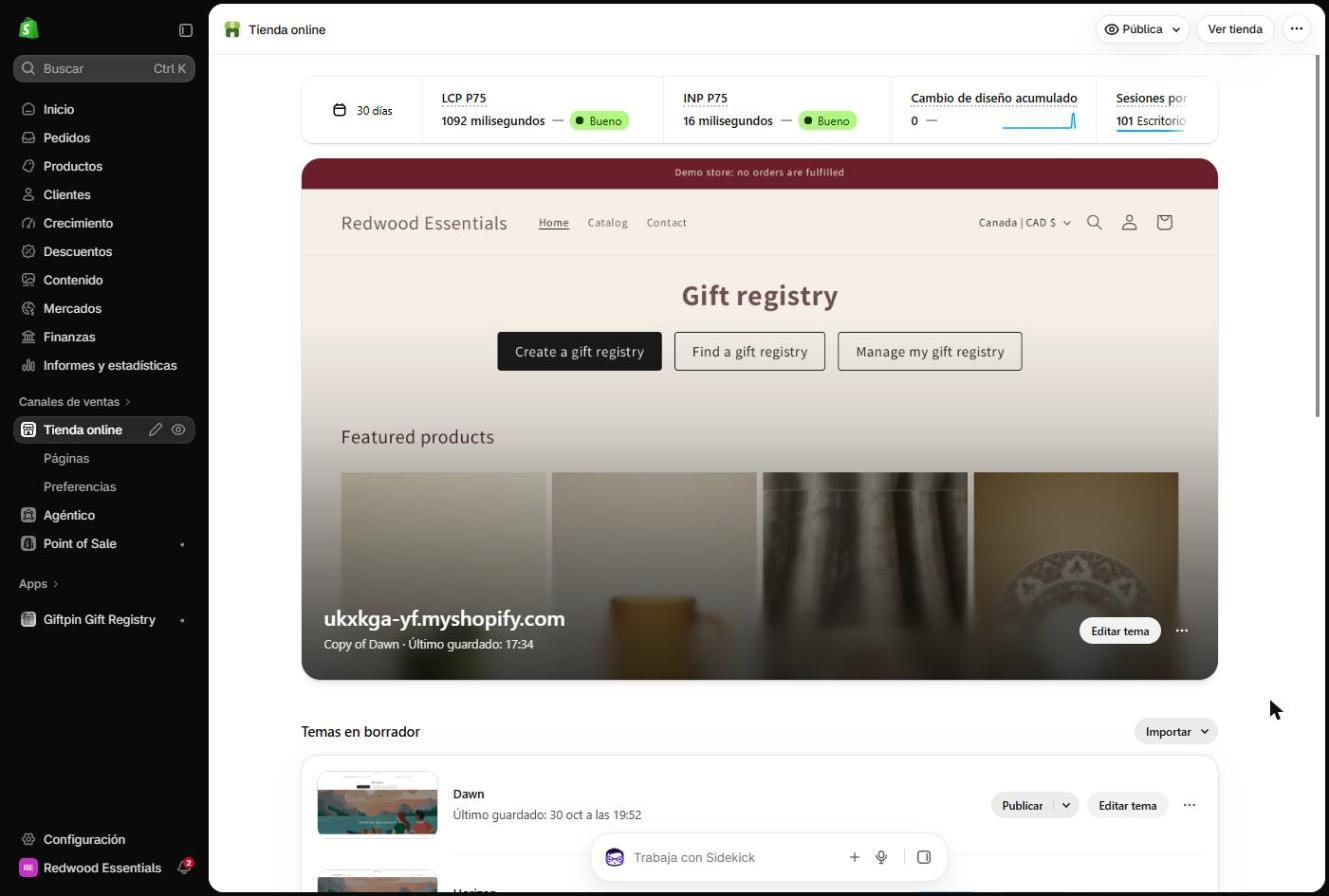 Buscar Ctrl K
Inicio
Pedidos
Productos
Clientes
Crecimiento
Descuentos
Contenido
Mercados
Finanzas
Informes y estadísticas
Canales de ventas
Tienda online
Páginas
Preferencias
Agéntico
Point of Sale
Apps
Giftpin Gift Registry
Configuración
RE Redwood Essentials 2
Tienda online
Pública
Ver tienda
30 días
LCP P75
1092 milisegundos — Bueno
INP P75
16 milisegundos — Bueno
Cambio de diseño acumulado
0 —
Sesiones por
101 Escritorio
Demo store: no orders are fulfilled
Redwood Essentials Home Catalog Contact Canada | CAD $
Gift registry
Create a gift registry Find a gift registry Manage my gift registry
Featured products
ukxkga-yf.myshopify.com
Copy of Dawn · Último guardado: 17:34
Editar tema
Temas en borrador
Importar
Dawn
Último guardado: 30 oct a las 19:52
Publicar
Editar tema
Trabaja con Sidekick